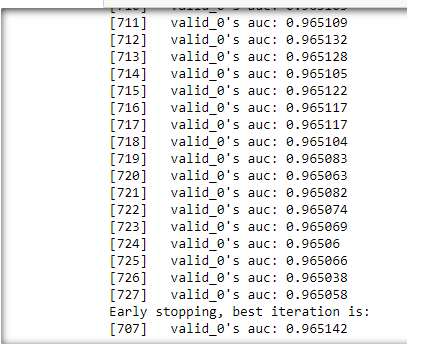 [711] valid_0's auc: 0.965109
[712] valid_0's auc: 0.965132
[713] valid_0's auc: 0.965128
[714] valid_0's auc: 0.965105
[715] valid_0's auc: 0.965122
[716] valid_0's auc: 0.965117
[717] valid_0's auc: 0.965117
[718] valid_0's auc: 0.965104
[719] valid_0's auc: 0.965083
[720] valid_0's auc: 0.965063
[721] valid_0's auc: 0.965082
[722] valid_0's auc: 0.965074
[723] valid_0's auc: 0.965069
[724] valid_0's auc: 0.96506
[725] valid_0's auc: 0.965066
[726] valid_0's auc: 0.965038
[727] valid_0's auc: 0.965058
Early stopping, best iteration is:
[707] valid_0's auc: 0.965142